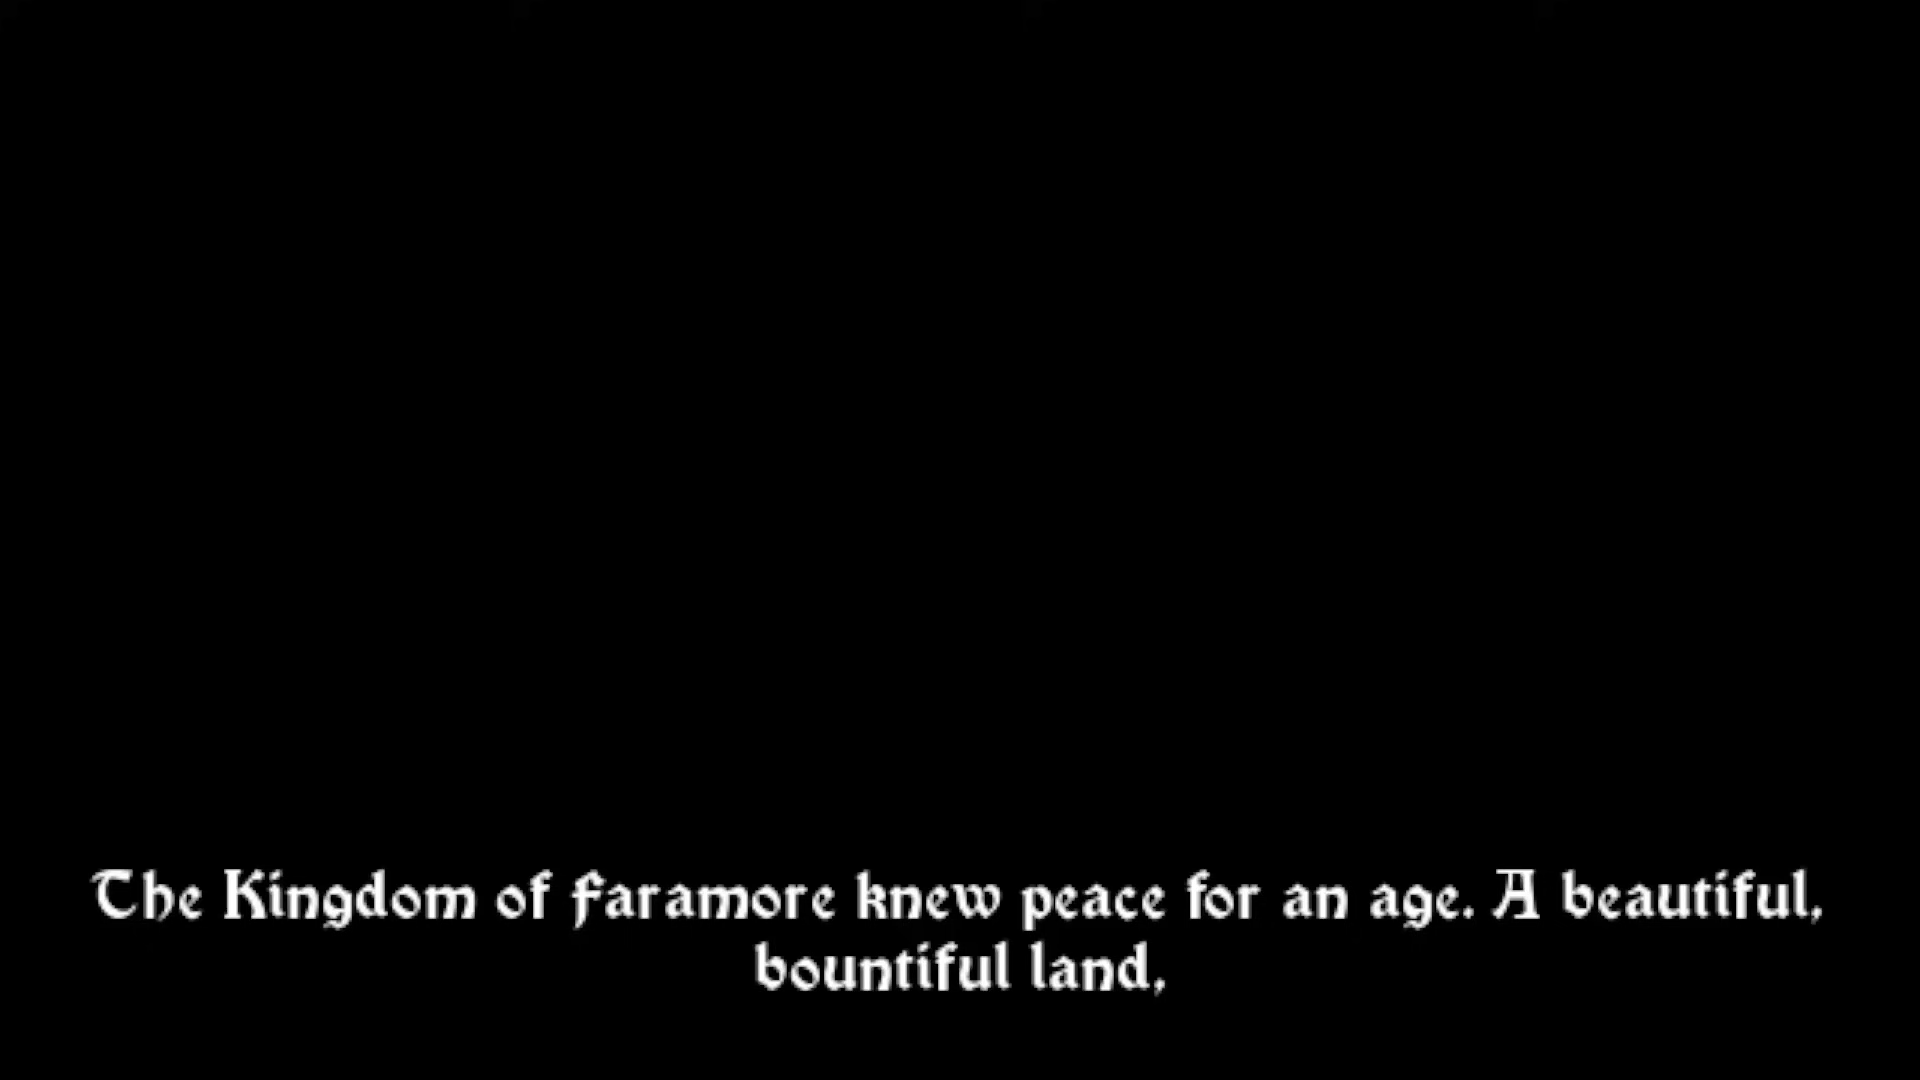 The Kingdom of Faramore knew peace for an age. A beautiful,
bountiful land,